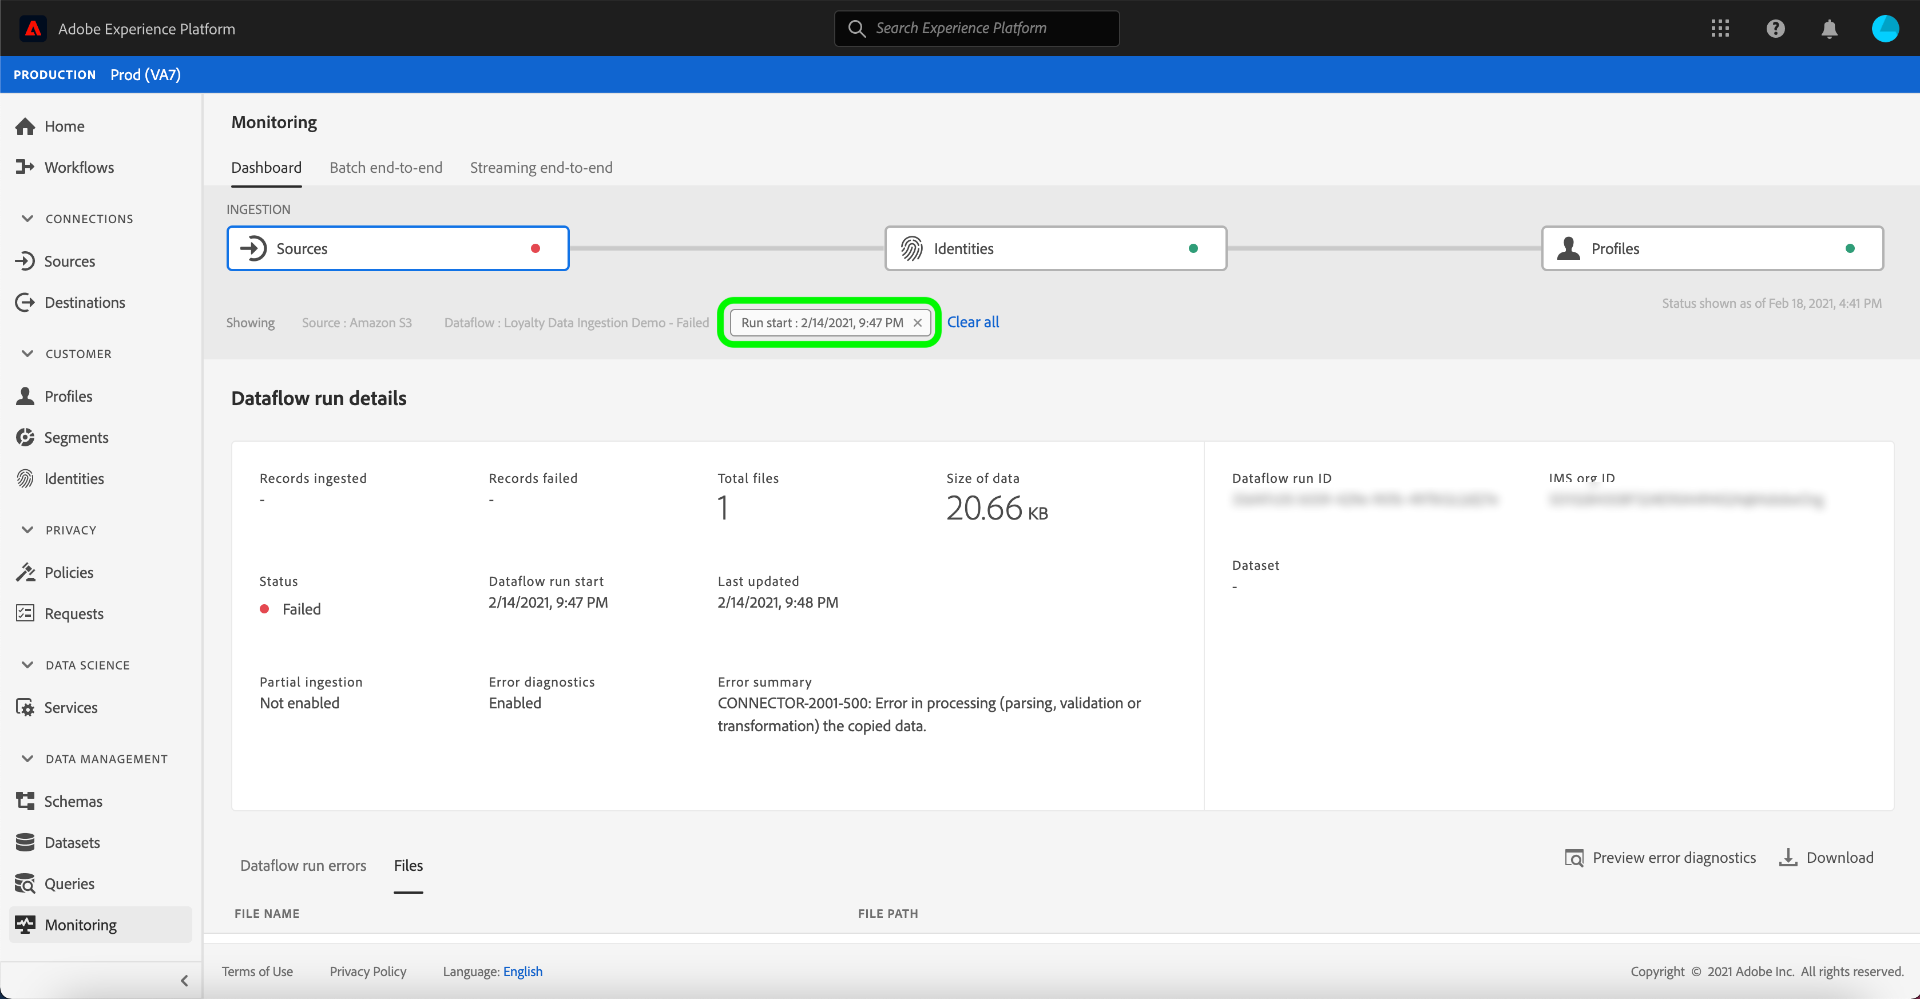 Adobe Experience Platform
Search Experience Platform
PRODUCTION Prod (VA7)
Home
Workflows
CONNECTIONS
Sources
Destinations
CUSTOMER
Profiles
Segments
Identities
PRIVACY
Policies
Requests
DATA SCIENCE
Services
DATA MANAGEMENT
Schemas
Datasets
Queries
Monitoring
Monitoring
Dashboard Batch end-to-end Streaming end-to-end
INGESTION
Sources Identities Profiles
Status shown as of Feb 18, 2021, 4:41 PM
Showing Source : Amazon S3 Dataflow : Loyalty Data Ingestion Demo - Failed Run start : 2/14/2021, 9:47 PM × Clear all
Dataflow run details
Records ingested Records failed Total files Size of data
- - 1 20.66 KB
Status Dataflow run start Last updated
Failed 2/14/2021, 9:47 PM 2/14/2021, 9:48 PM
Partial ingestion Error diagnostics Error summary
Not enabled Enabled CONNECTOR-2001-500: Error in processing (parsing, validation or
transformation) the copied data.
Dataflow run ID IMS org ID
Dataset
-
Dataflow run errors Files
Preview error diagnostics Download
FILE NAME FILE PATH
Terms of Use Privacy Policy Language: English
Copyright © 2021 Adobe Inc. All rights reserved.